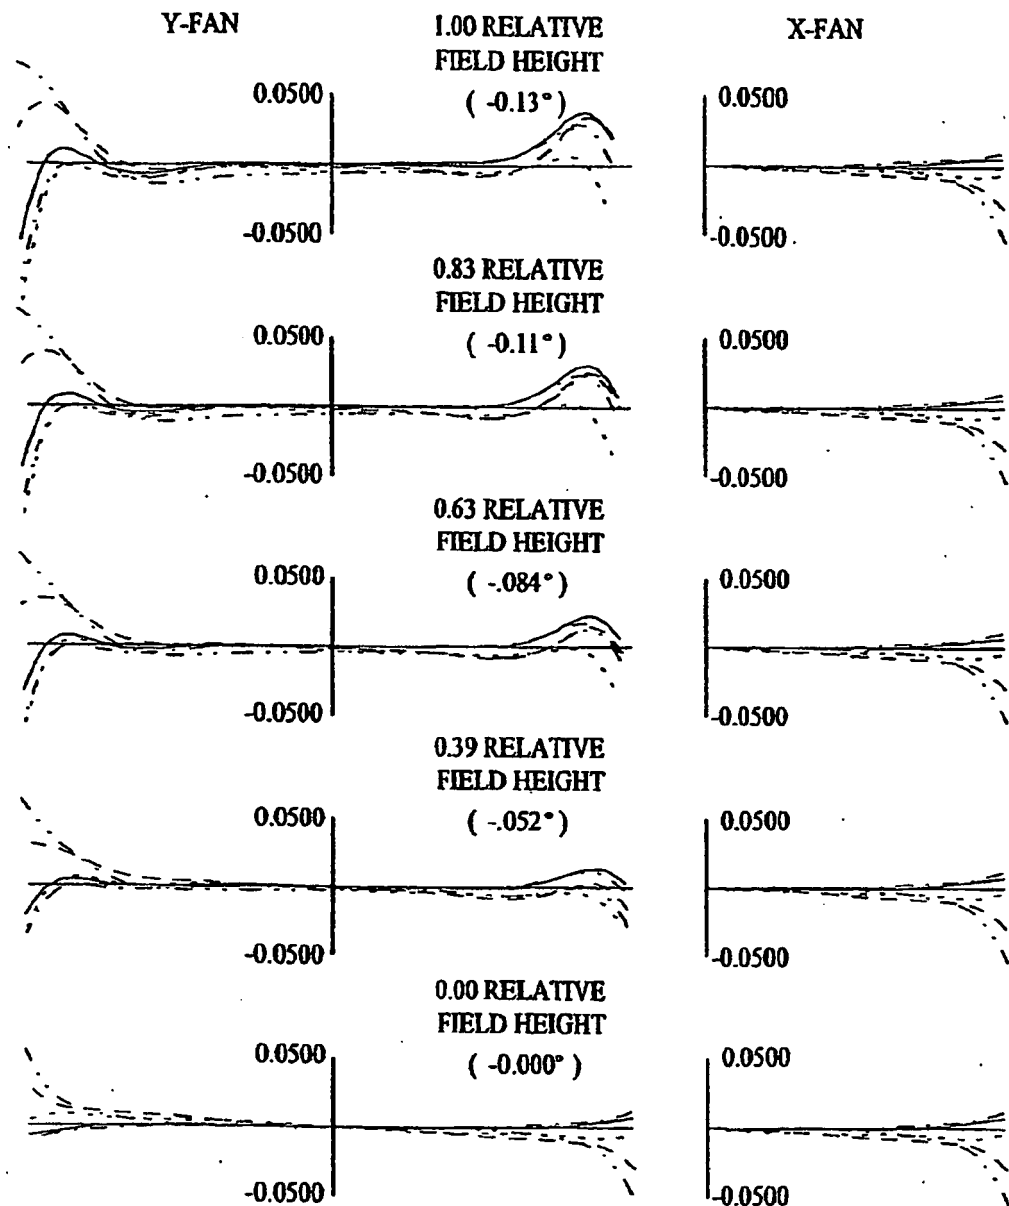 Y-FAN
1.00 RELATIVE
FIELD HEIGHT
( -0.13° )
X-FAN
0.0500
0.0500
-0.0500
-0.0500
0.83 RELATIVE
FIELD HEIGHT
( -0.11° )
0.0500
0.0500
-0.0500
-0.0500
0.63 RELATIVE
FIELD HEIGHT
( -.084° )
0.0500
0.0500
-0.0500
-0.0500
0.39 RELATIVE
FIELD HEIGHT
( -.052° )
0.0500
0.0500
-0.0500
-0.0500
0.00 RELATIVE
FIELD HEIGHT
( -0.000° )
0.0500
0.0500
-0.0500
-0.0500